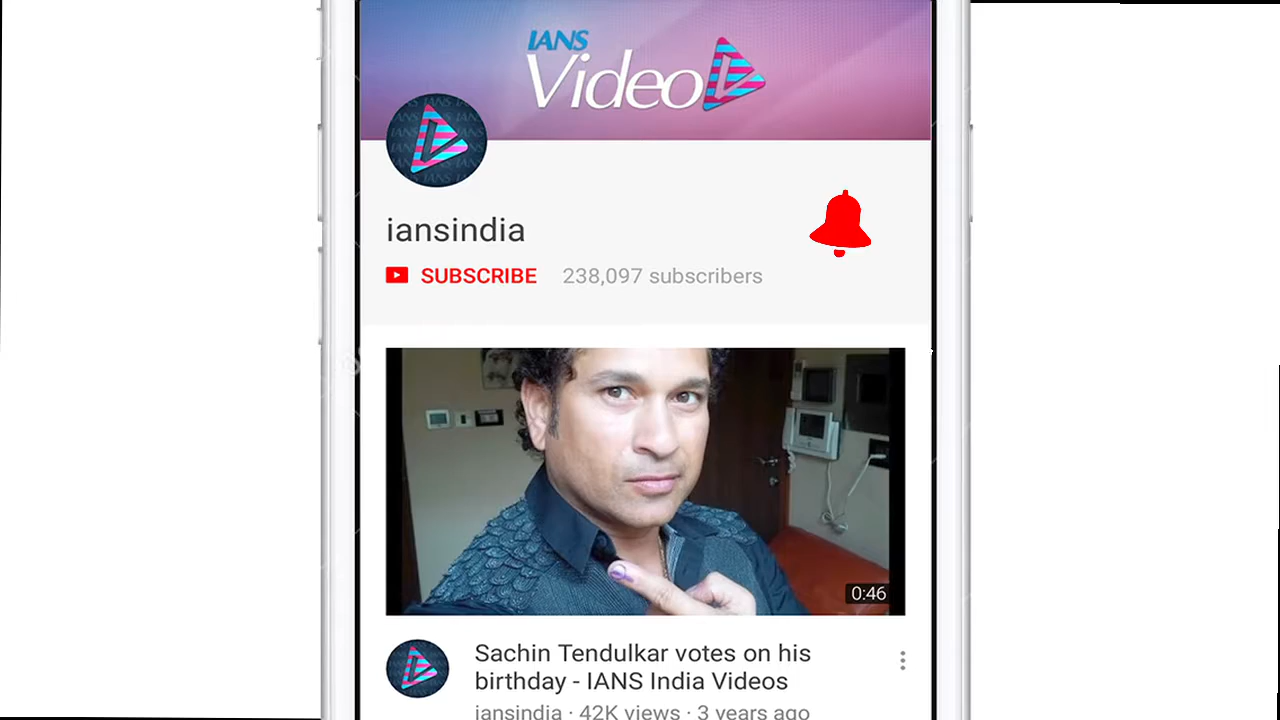 IANS
Video
iansindia
SUBSCRIBE 238,097 subscribers
0:46
Sachin Tendulkar votes on his
birthday - IANS India Videos
iansindia · 42K views · 3 years ago